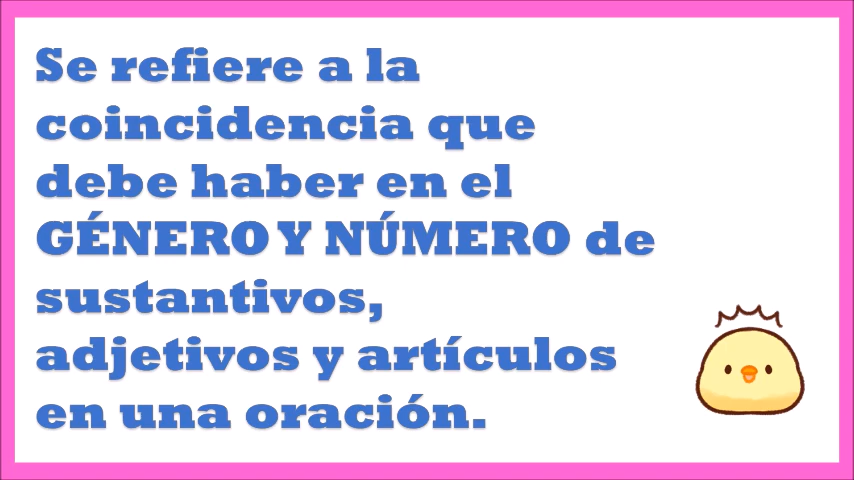 Se refiere a la
coincidencia que
debe haber en el
GÉNERO Y NÚMERO de
sustantivos,
adjetivos y artículos
en una oración.